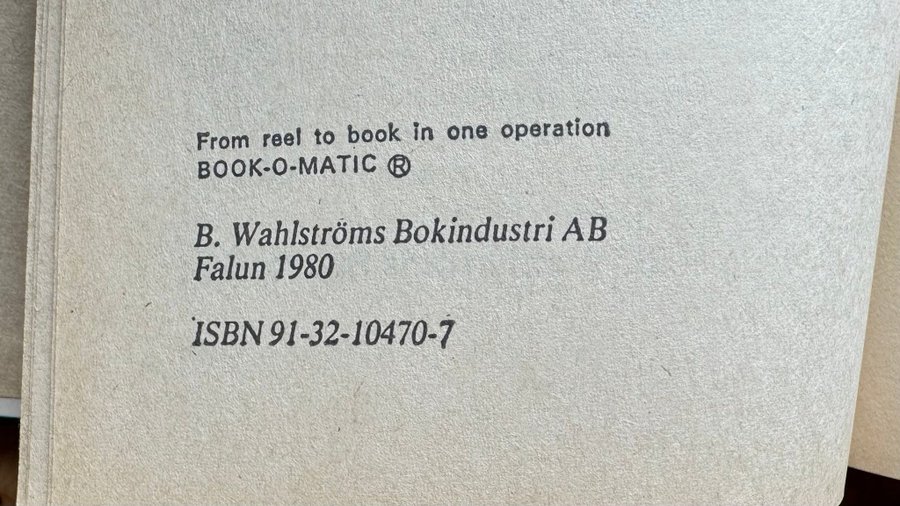 From reel to book in one operation
BOOK-O-MATIC ®
B. Wahlströms Bokindustri AB
Falun 1980
ISBN 91-32-10470-7